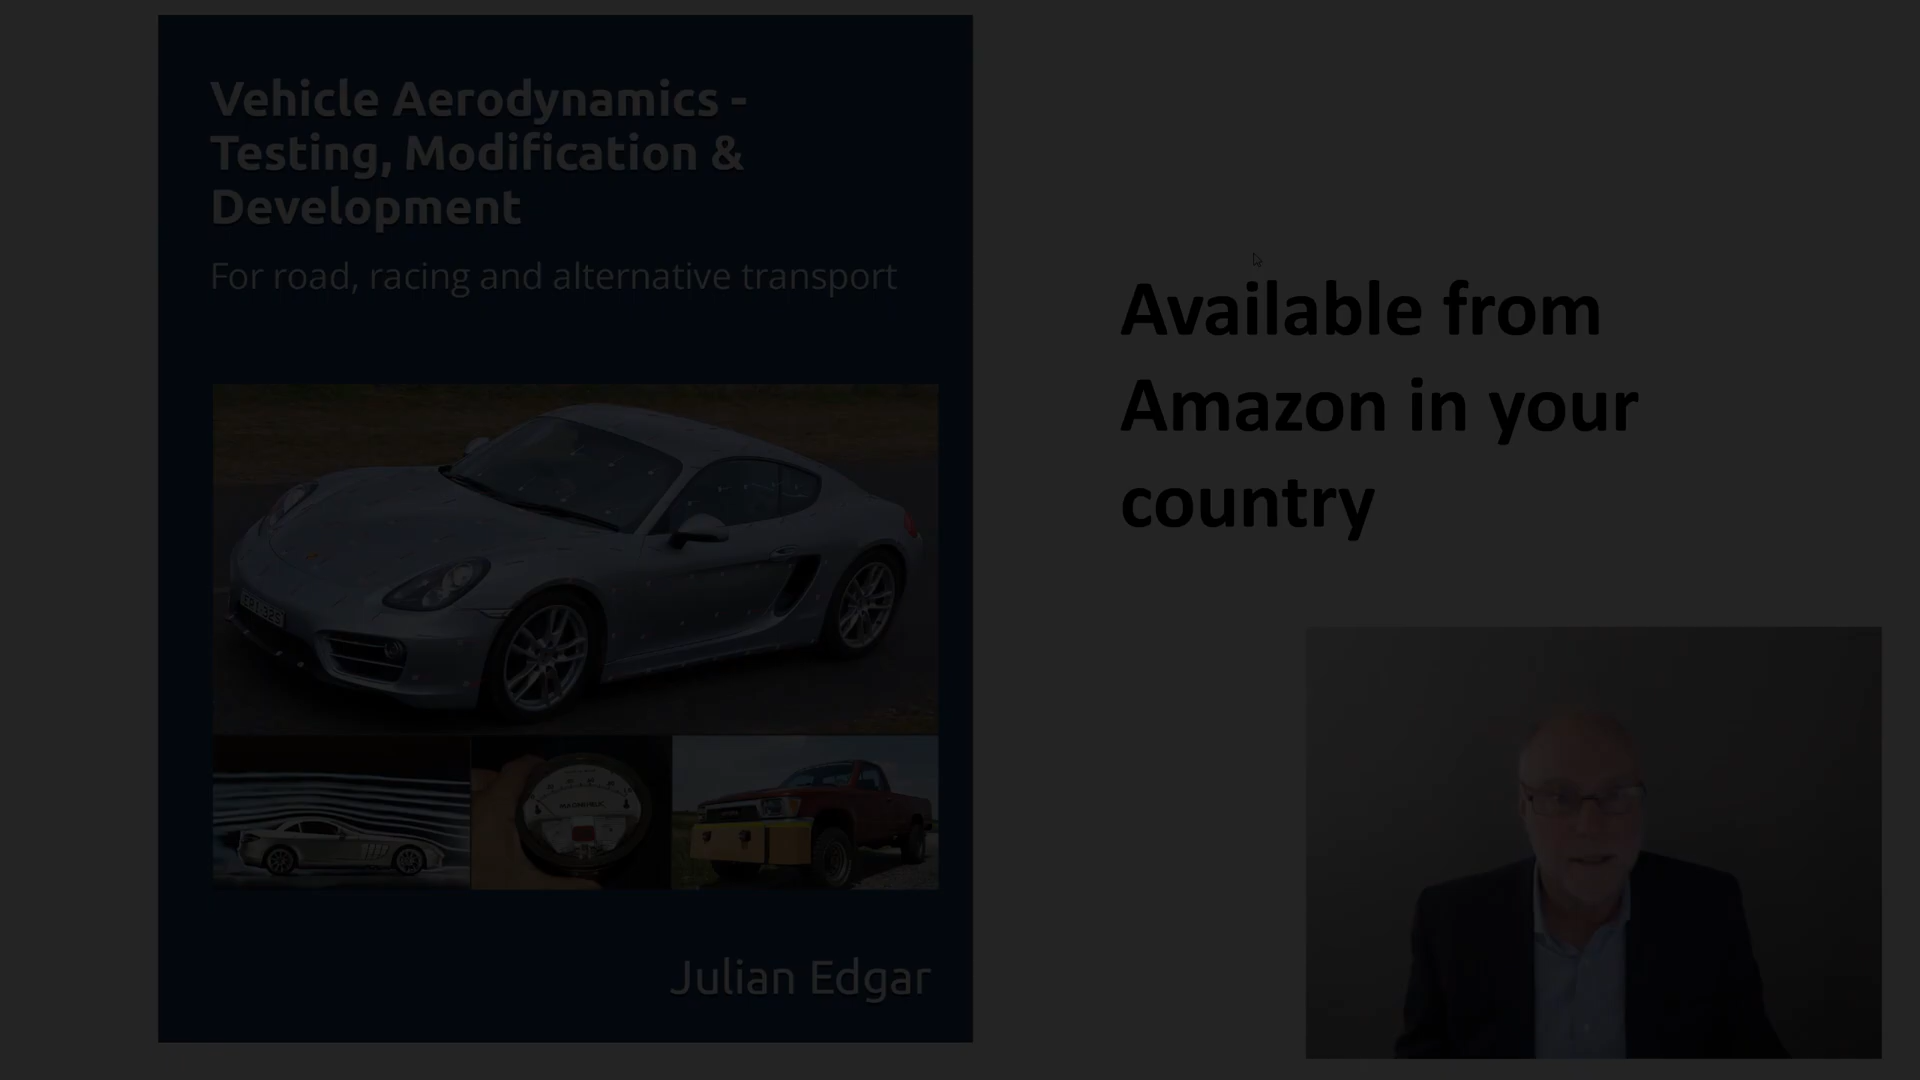 Vehicle Aerodynamics -
Testing, Modification &
Development
For road, racing and alternative transport
Julian Edgar
Available from
Amazon in your
country